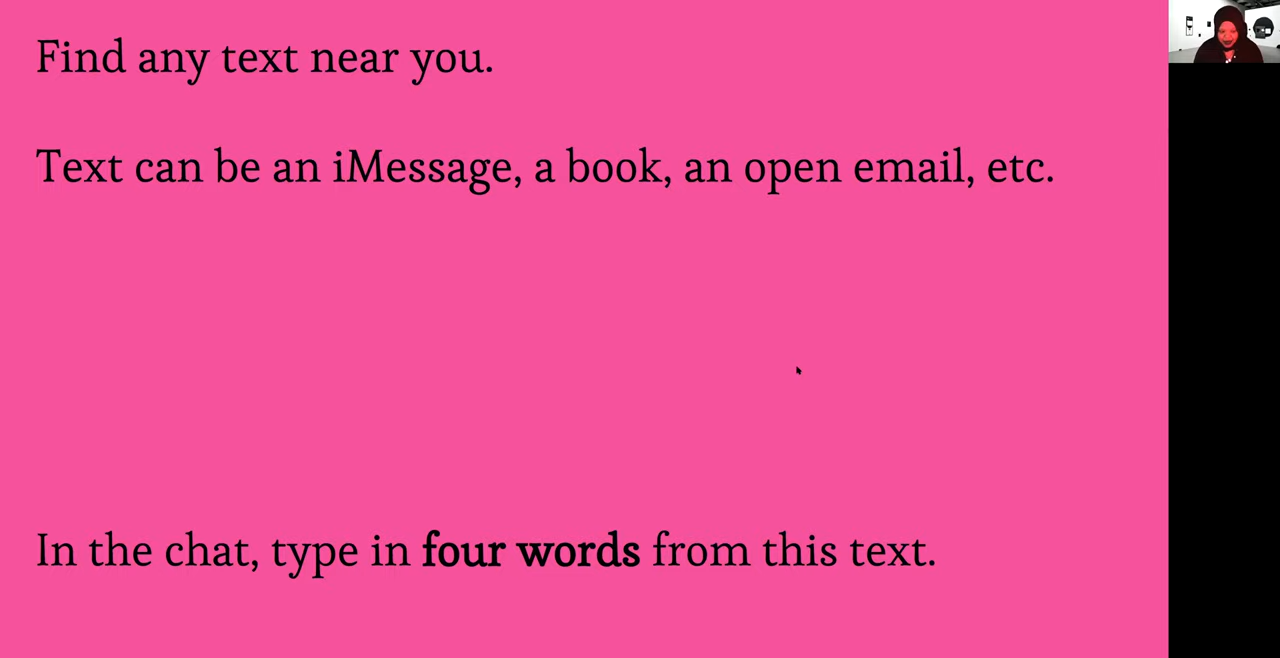 Find any text near you.
Text can be an iMessage, a book, an open email, etc.
In the chat, type in four words from this text.